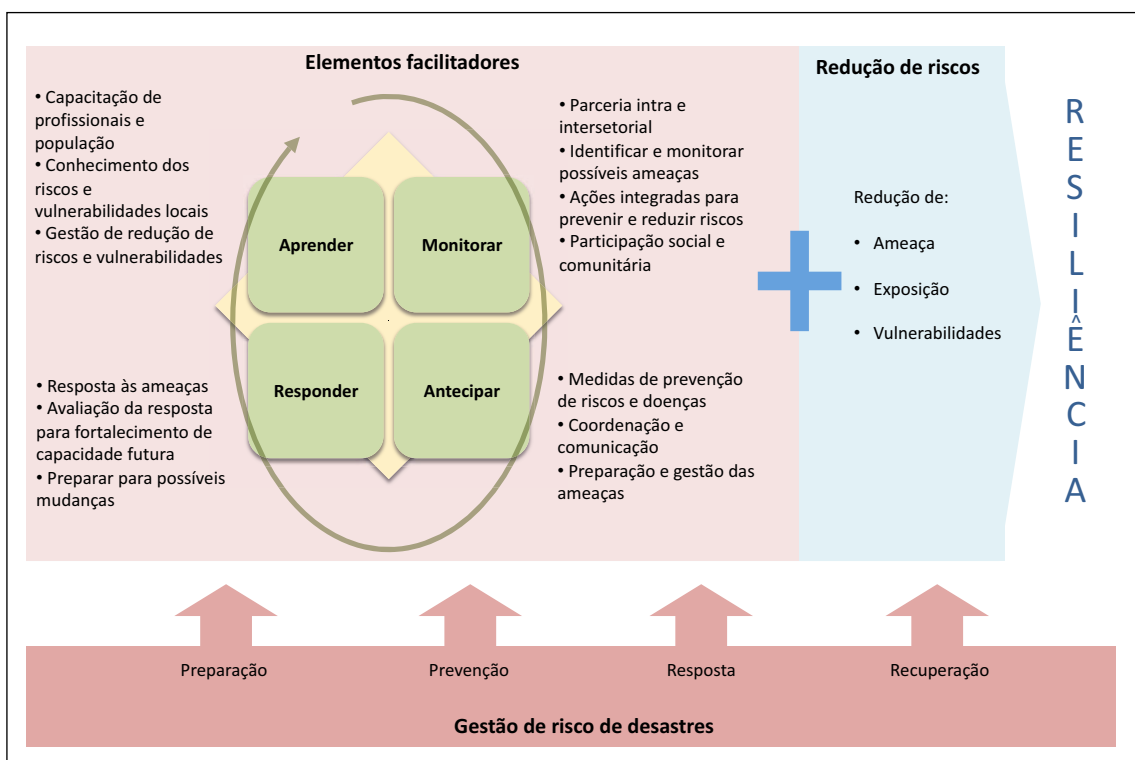 Elementos facilitadores
• Capacitação de
profissionais e
população
• Conhecimento dos
riscos e
vulnerabilidades locais
• Gestão de redução de
riscos e vulnerabilidades
Aprender
Monitorar
• Parceria intra e
intersetorial
• Identificar e monitorar
possíveis ameaças
• Ações integradas para
prevenir e reduzir riscos
• Participação social e
comunitária
• Resposta às ameaças
• Avaliação da resposta
para fortalecimento de
capacidade futura
• Preparar para possíveis
mudanças
Responder
Antecipar
• Medidas de prevenção
de riscos e doenças
• Coordenação e
comunicação
• Preparação e gestão das
ameaças
Redução de riscos
Redução de:
• Ameaça
• Exposição
• Vulnerabilidades
RESILIÊNCIA
Preparação
Prevenção
Resposta
Recuperação
Gestão de risco de desastres